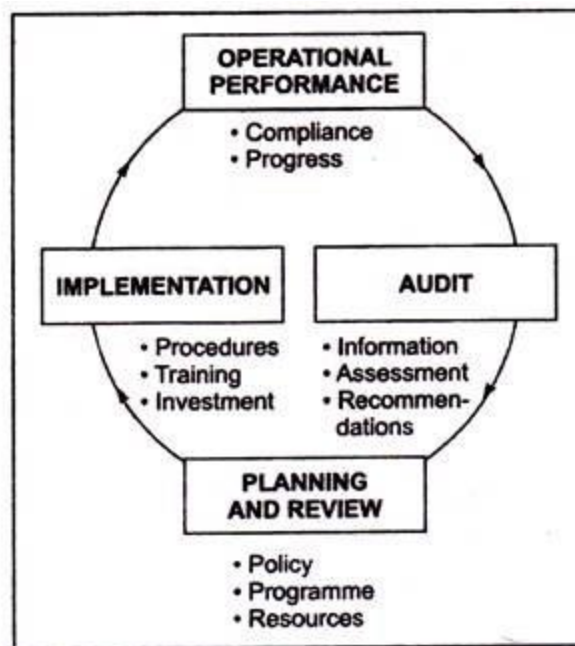 OPERATIONAL
PERFORMANCE
• Compliance
• Progress
IMPLEMENTATION
• Procedures
• Training
• Investment
AUDIT
• Information
• Assessment
• Recommen-
dations
PLANNING
AND REVIEW
• Policy
• Programme
• Resources